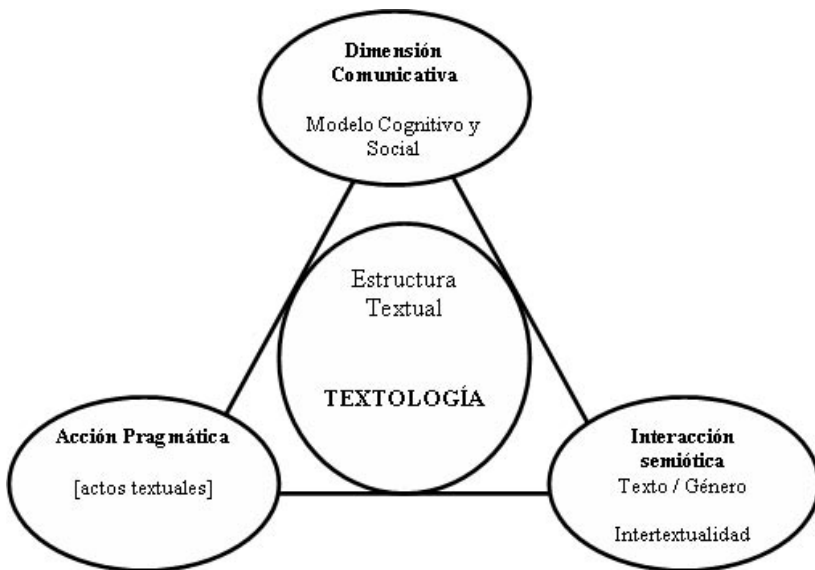 Dimensión
Comunicativa
Modelo Cognitivo y
Social
Estructura
Textual
TEXTOLOGÍA
Acción Pragmática
[actos textuales]
Interacción
semiótica
Texto / Género
Intertextualidad